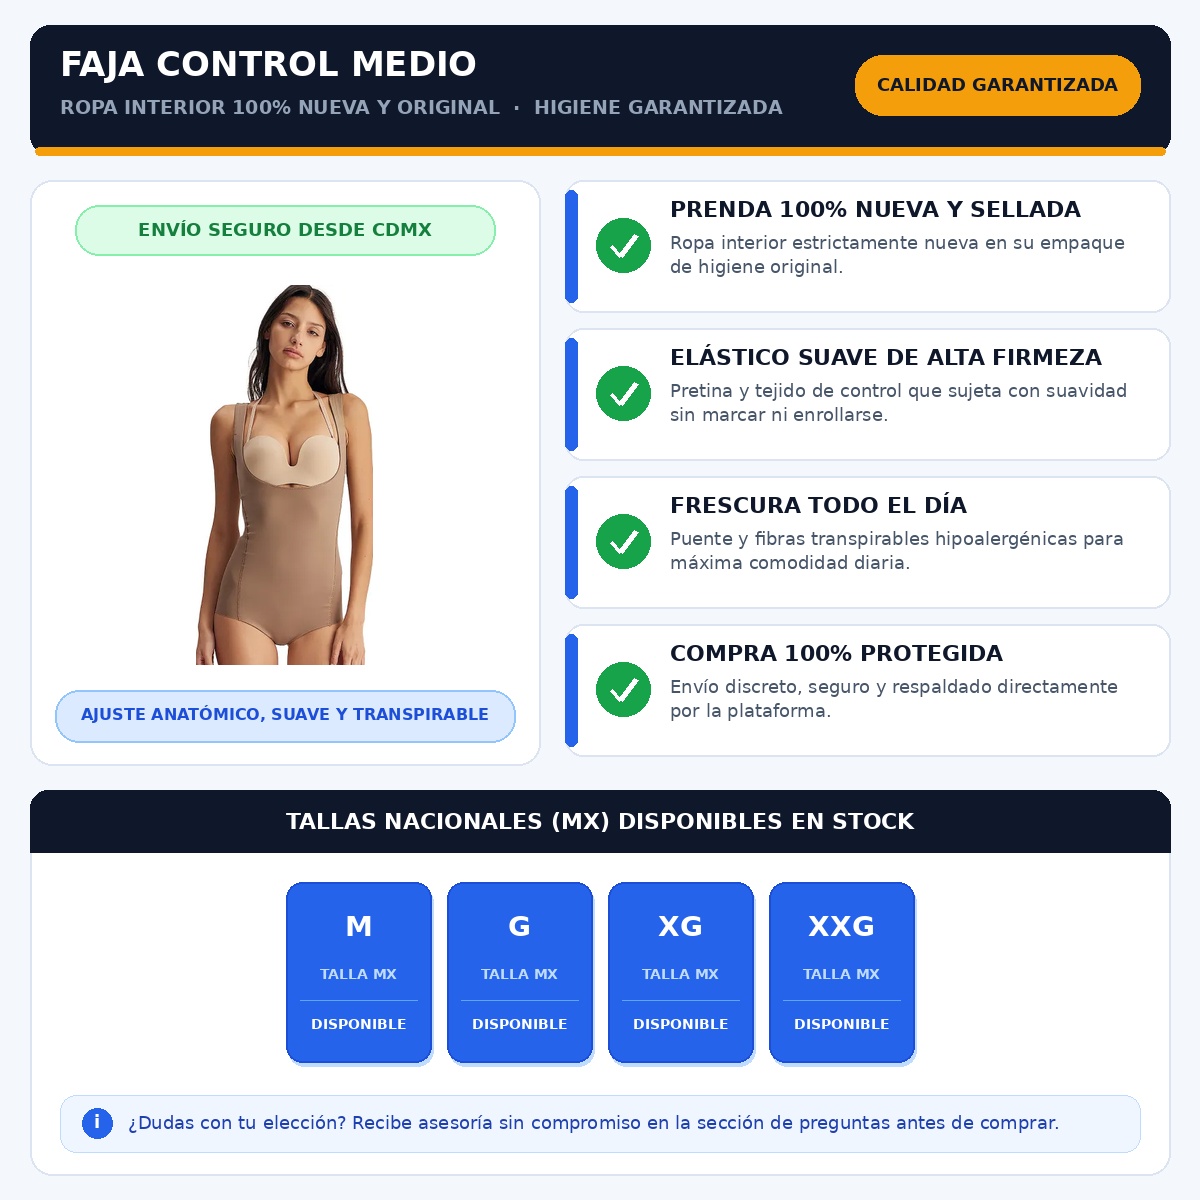 FAJA CONTROL MEDIO
ROPA INTERIOR 100% NUEVA Y ORIGINAL · HIGIENE GARANTIZADA
CALIDAD GARANTIZADA
ENVÍO SEGURO DESDE CDMX
AJUSTE ANATÓMICO, SUAVE Y TRANSPIRABLE
PRENDA 100% NUEVA Y SELLADA
Ropa interior estrictamente nueva en su empaque
de higiene original.
ELÁSTICO SUAVE DE ALTA FIRMEZA
Pretina y tejido de control que sujeta con suavidad
sin marcar ni enrollarse.
FRESCURA TODO EL DÍA
Puente y fibras transpirables hipoalergénicas para
máxima comodidad diaria.
COMPRA 100% PROTEGIDA
Envío discreto, seguro y respaldado directamente
por la plataforma.
TALLAS NACIONALES (MX) DISPONIBLES EN STOCK
M
TALLA MX
DISPONIBLE
G
TALLA MX
DISPONIBLE
XG
TALLA MX
DISPONIBLE
XXG
TALLA MX
DISPONIBLE
i
¿Dudas con tu elección? Recibe asesoría sin compromiso en la sección de preguntas antes de comprar.